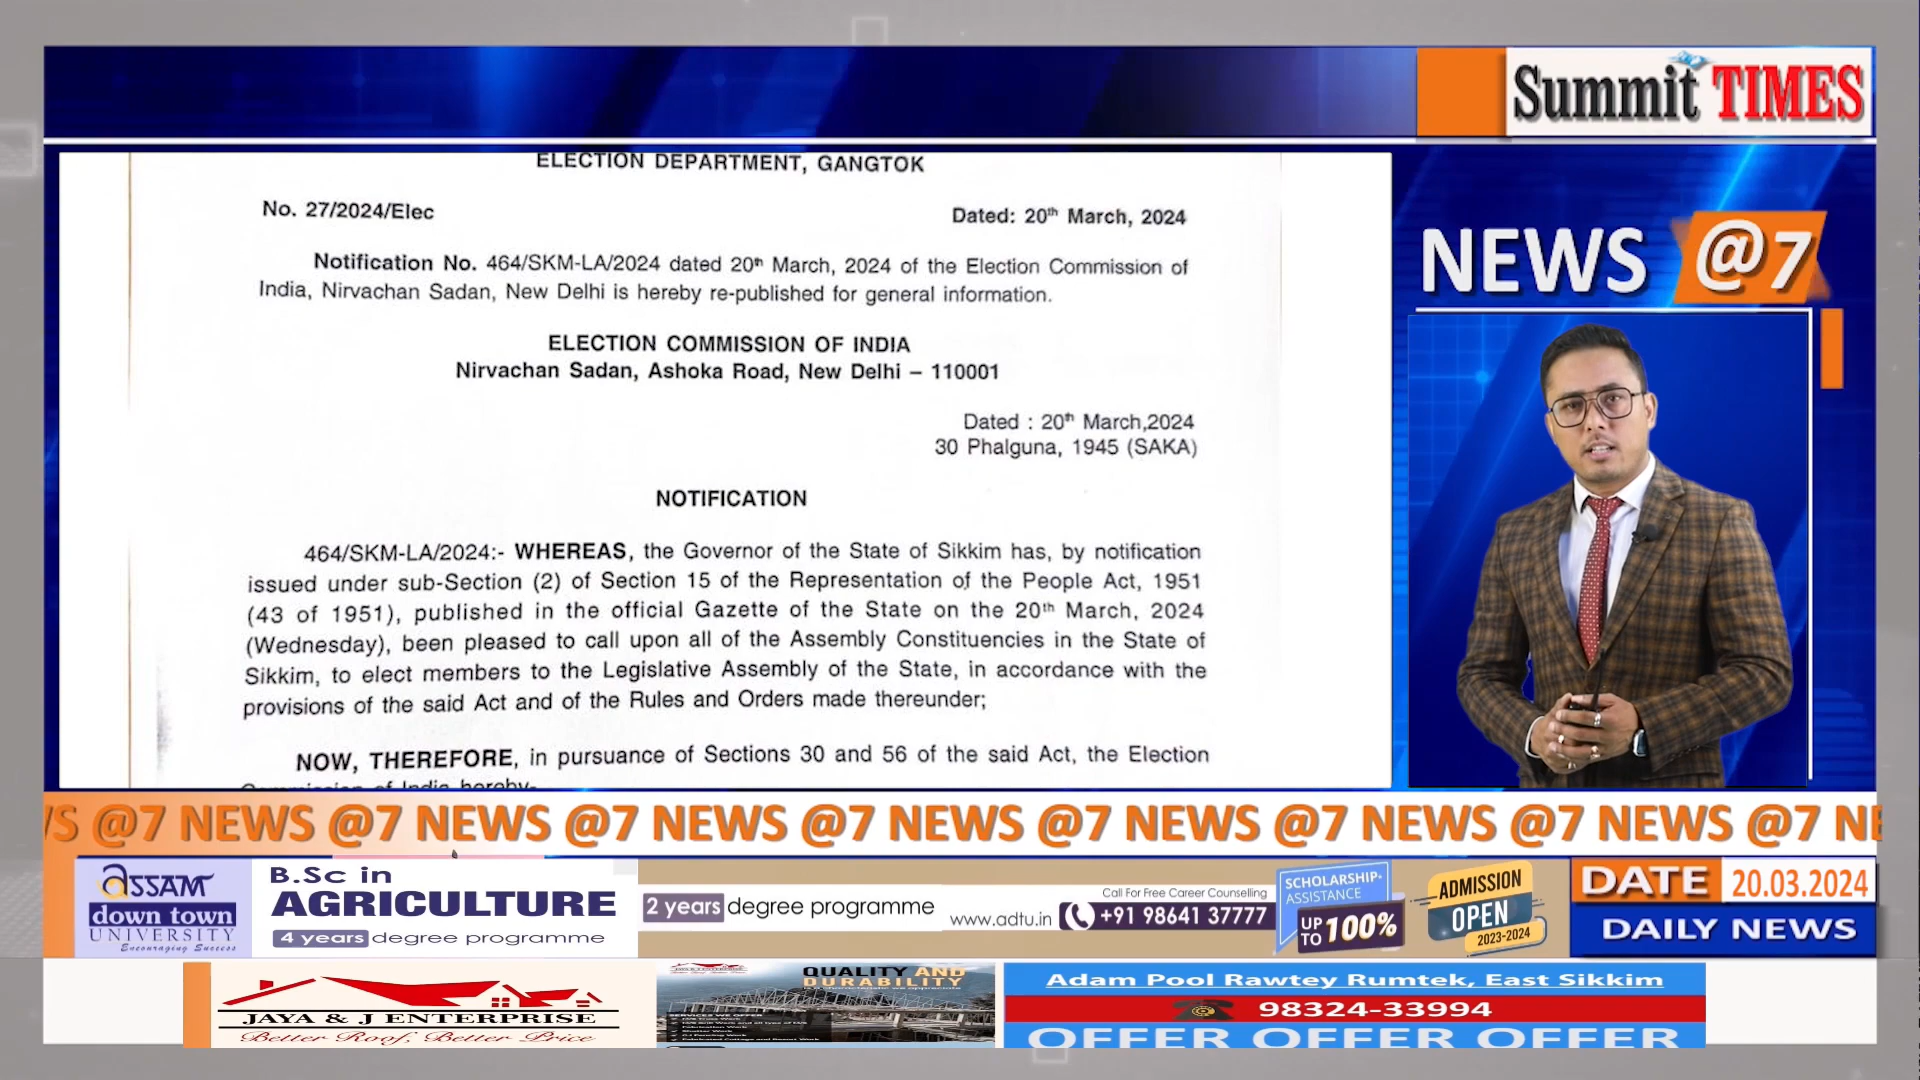 Summit TIMES
ELECTION DEPARTMENT, GANGTOK
No. 27/2024/Elec
Dated: 20th March, 2024
Notification No. 464/SKM-LA/2024 dated 20th March, 2024 of the Election Commission of
India, Nirvachan Sadan, New Delhi is hereby re-published for general information.
ELECTION COMMISSION OF INDIA
Nirvachan Sadan, Ashoka Road, New Delhi – 110001
Dated : 20th March,2024
30 Phalguna, 1945 (SAKA)
NOTIFICATION
464/SKM-LA/2024:- WHEREAS, the Governor of the State of Sikkim has, by notification
issued under sub-Section (2) of Section 15 of the Representation of the People Act, 1951
(43 of 1951), published in the official Gazette of the State on the 20th March, 2024
(Wednesday), been pleased to call upon all of the Assembly Constituencies in the State of
Sikkim, to elect members to the Legislative Assembly of the State, in accordance with the
provisions of the said Act and of the Rules and Orders made thereunder;
NOW, THEREFORE, in pursuance of Sections 30 and 56 of the said Act, the Election
Commission of India hereby-
NEWS @7
WS @7 NEWS @7 NEWS @7 NEWS @7 NEWS @7 NEWS @7 NEWS @7 NEWS @7 NE
ASSAM
down town
UNIVERSITY
Encouraging Success
B.Sc in
AGRICULTURE
4 years degree programme
2 years degree programme
www.adtu.in
Call For Free Career Counselling
+91 98641 37777
SCHOLARSHIP
ASSISTANCE
UP TO 100%
ADMISSION
OPEN
2023-2024
DATE 20.03.2024
DAILY NEWS
JAYA & J ENTERPRISE
Better Roof, Better Price
QUALITY AND
DURABILITY
Adam Pool Rawtey Rumtek, East Sikkim
98324-33994
OFFER OFFER OFFER